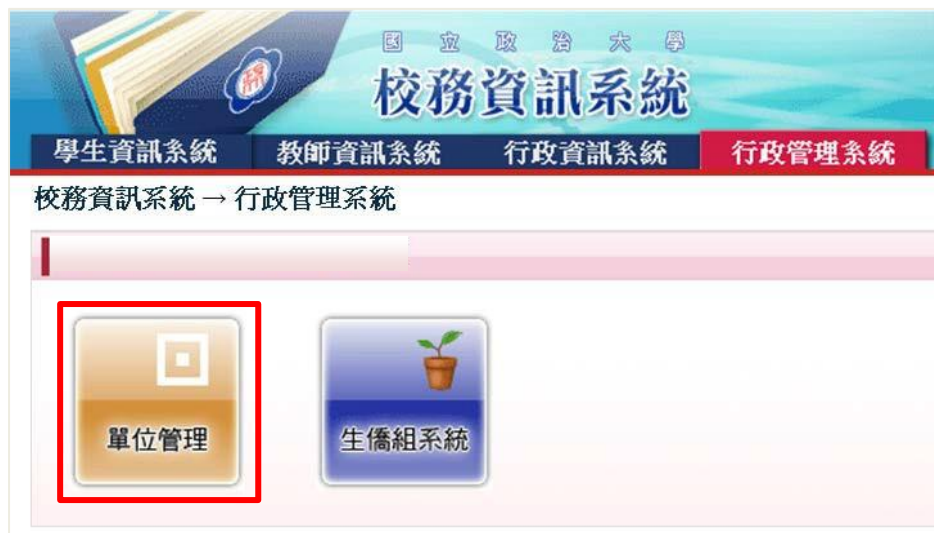 國立政治大學
校務資訊系統
學生資訊系統 教師資訊系統 行政資訊系統 行政管理系統
校務資訊系統 → 行政管理系統
單位管理 生僑組系統